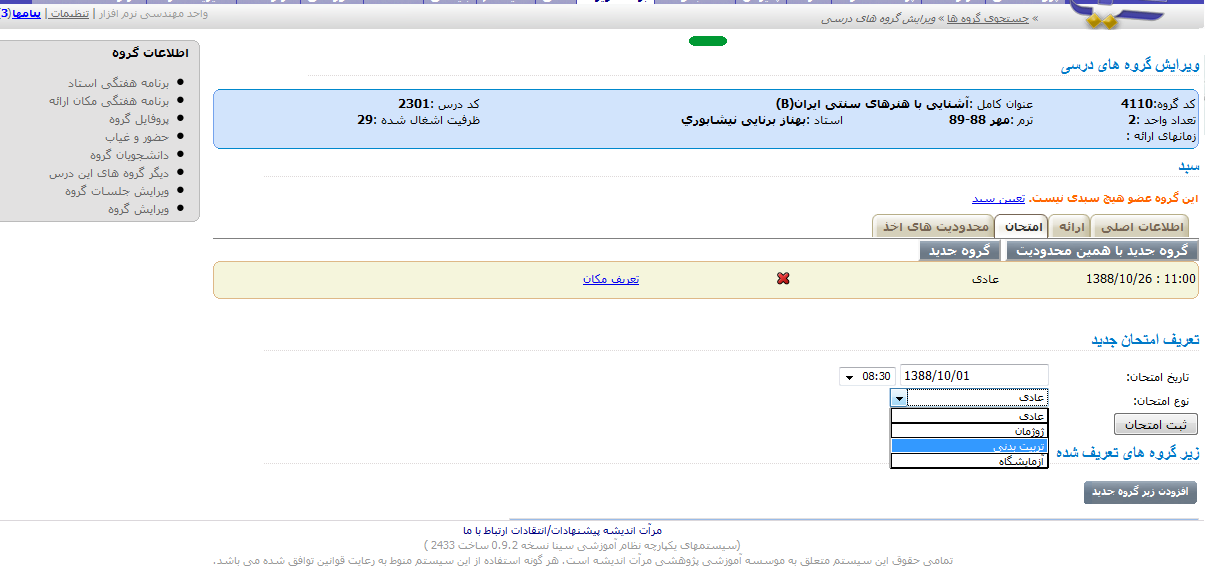 واحد مهندسی نرم افزار | تنظیمات | پیامها(3)
» جستجوی گروه ها » ویرایش گروه های درسی
ویرایش گروه های درسی
کد گروه:4110 عنوان کامل :آشنایی با هنرهای سنتی ایران(B) کد درس :2301
تعداد واحد :2 ترم :مهر 88-89 استاد :بهناز برنایی نیشابوری ظرفیت اشغال شده :29
زمانهای ارائه :
سبد
این گروه عضو هیچ سبدی نیست. تعیین سبد
اطلاعات اصلی ارائه امتحان محدودیت های اخذ
گروه جدید با همین محدودیت گروه جدید
1388/10/26 : 11:00 عادی تعریف مکان
تعریف امتحان جدید
تاریخ امتحان: 1388/10/01 08:30
نوع امتحان: عادی
عادی
ثبت امتحان
ژوژمان
تربیت بدنی
زیر گروه های تعریف شده
آزمایشگاه
افزودن زیر گروه جدید
اطلاعات گروه
برنامه هفتگی استاد
برنامه هفتگی مکان ارائه
پروفایل گروه
حضور و غیاب
دانشجویان گروه
دیگر گروه های این درس
ویرایش جلسات گروه
ویرایش گروه
مرآت اندیشه پیشنهادات/انتقادات ارتباط با ما
(سیستمهای یکپارچه نظام آموزشی سینا نسخه 0.9.2 ساخت 2433 )
تمامی حقوق این سیستم متعلق به موسسه آموزشی پژوهشی مرآت اندیشه است. هر گونه استفاده از این سیستم منوط به رعایت قوانین توافق شده می باشد.